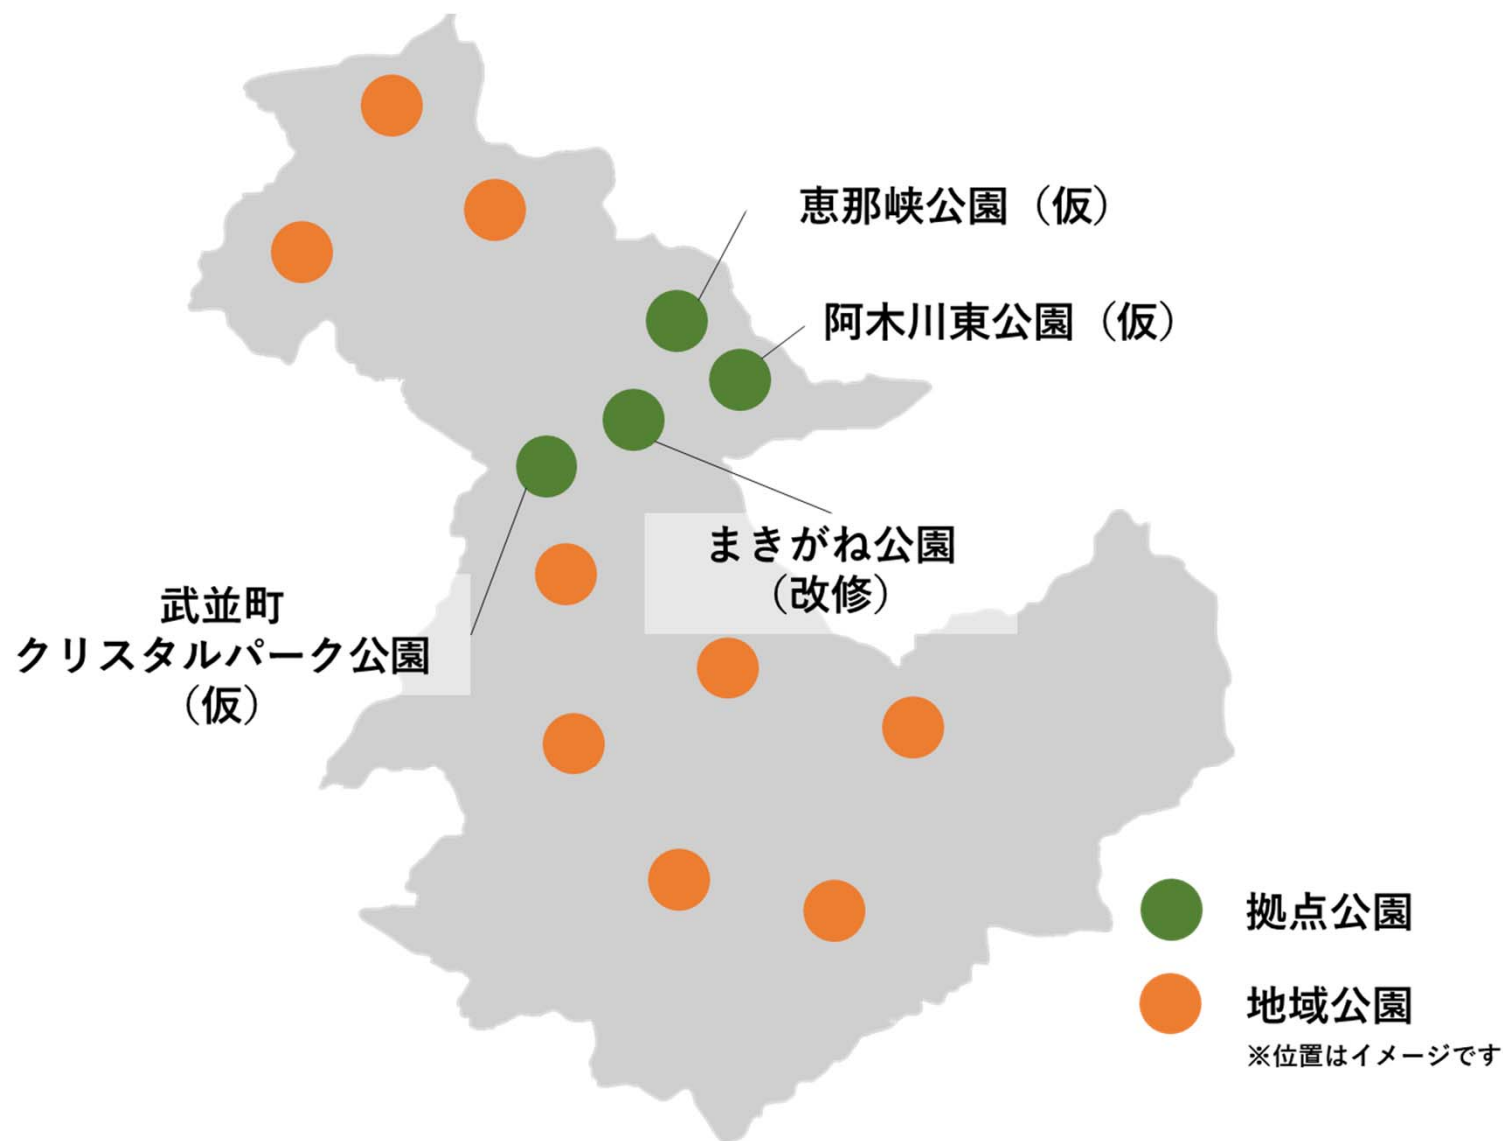 恵那峡公園（仮）
阿木川東公園（仮）
まきがね公園
（改修）
武並町
クリスタルパーク公園
（仮）
拠点公園
地域公園
※位置はイメージです